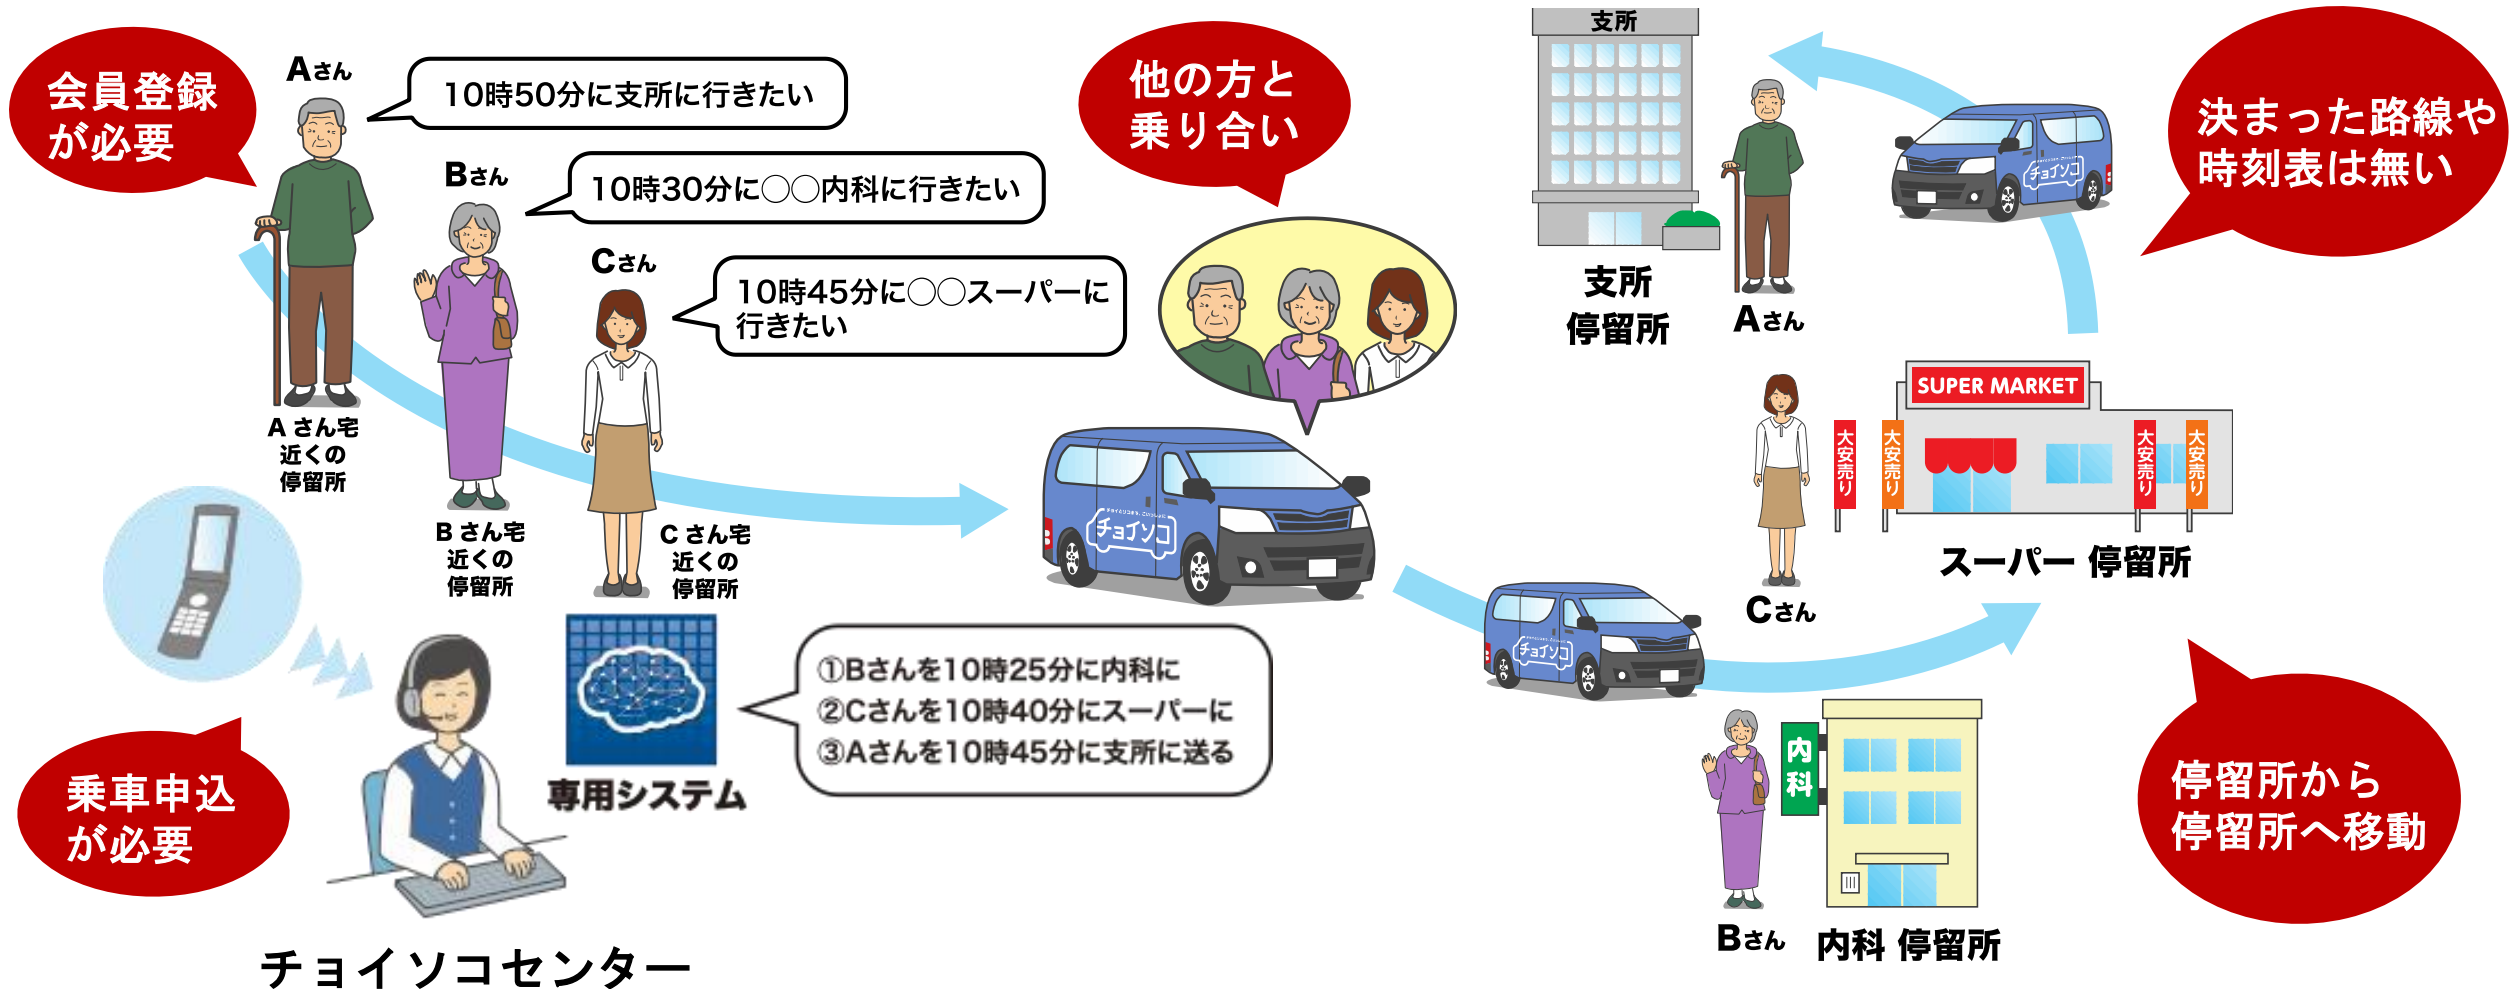 会員登録
が必要
Aさん
10時50分に支所に行きたい
Bさん
10時30分に◯◯内科に行きたい
Cさん
10時45分に◯◯スーパーに
行きたい
A さん宅
近くの
停留所
B さん宅
近くの
停留所
C さん宅
近くの
停留所
他の方と
乗り合い
チョイソコ
乗車申込
が必要
チョイソコセンター
専用システム
①Bさんを10時25分に内科に
②Cさんを10時40分にスーパーに
③Aさんを10時45分に支所に送る
支所
支所
停留所
Aさん
チョイソコ
決まった路線や
時刻表は無い
SUPER MARKET
大安売り
大安売り
大安売り
大安売り
スーパー 停留所
Cさん
チョイソコ
内科
Bさん
内科 停留所
停留所から
停留所へ移動